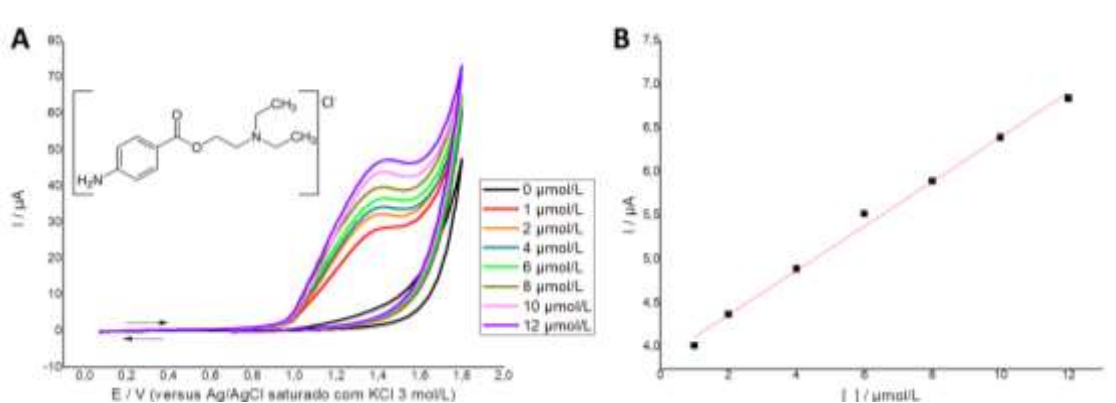 A
B
80
70
60
50
40
30
20
10
0
-10
I / µA
0,0 0,2 0,4 0,6 0,8 1,0 1,2 1,4 1,6 1,8 2,0
E / V (versus Ag/AgCl saturado com KCl 3 mol/L)
CH₃
Cl⁻
O
N
CH₃
O
H₂N
0 µmol/L
1 µmol/L
2 µmol/L
4 µmol/L
6 µmol/L
8 µmol/L
10 µmol/L
12 µmol/L
7,5
7,0
6,5
6,0
5,5
5,0
4,5
4,0
I / µA
0 2 4 6 8 10 12
[ ] / µmol/L